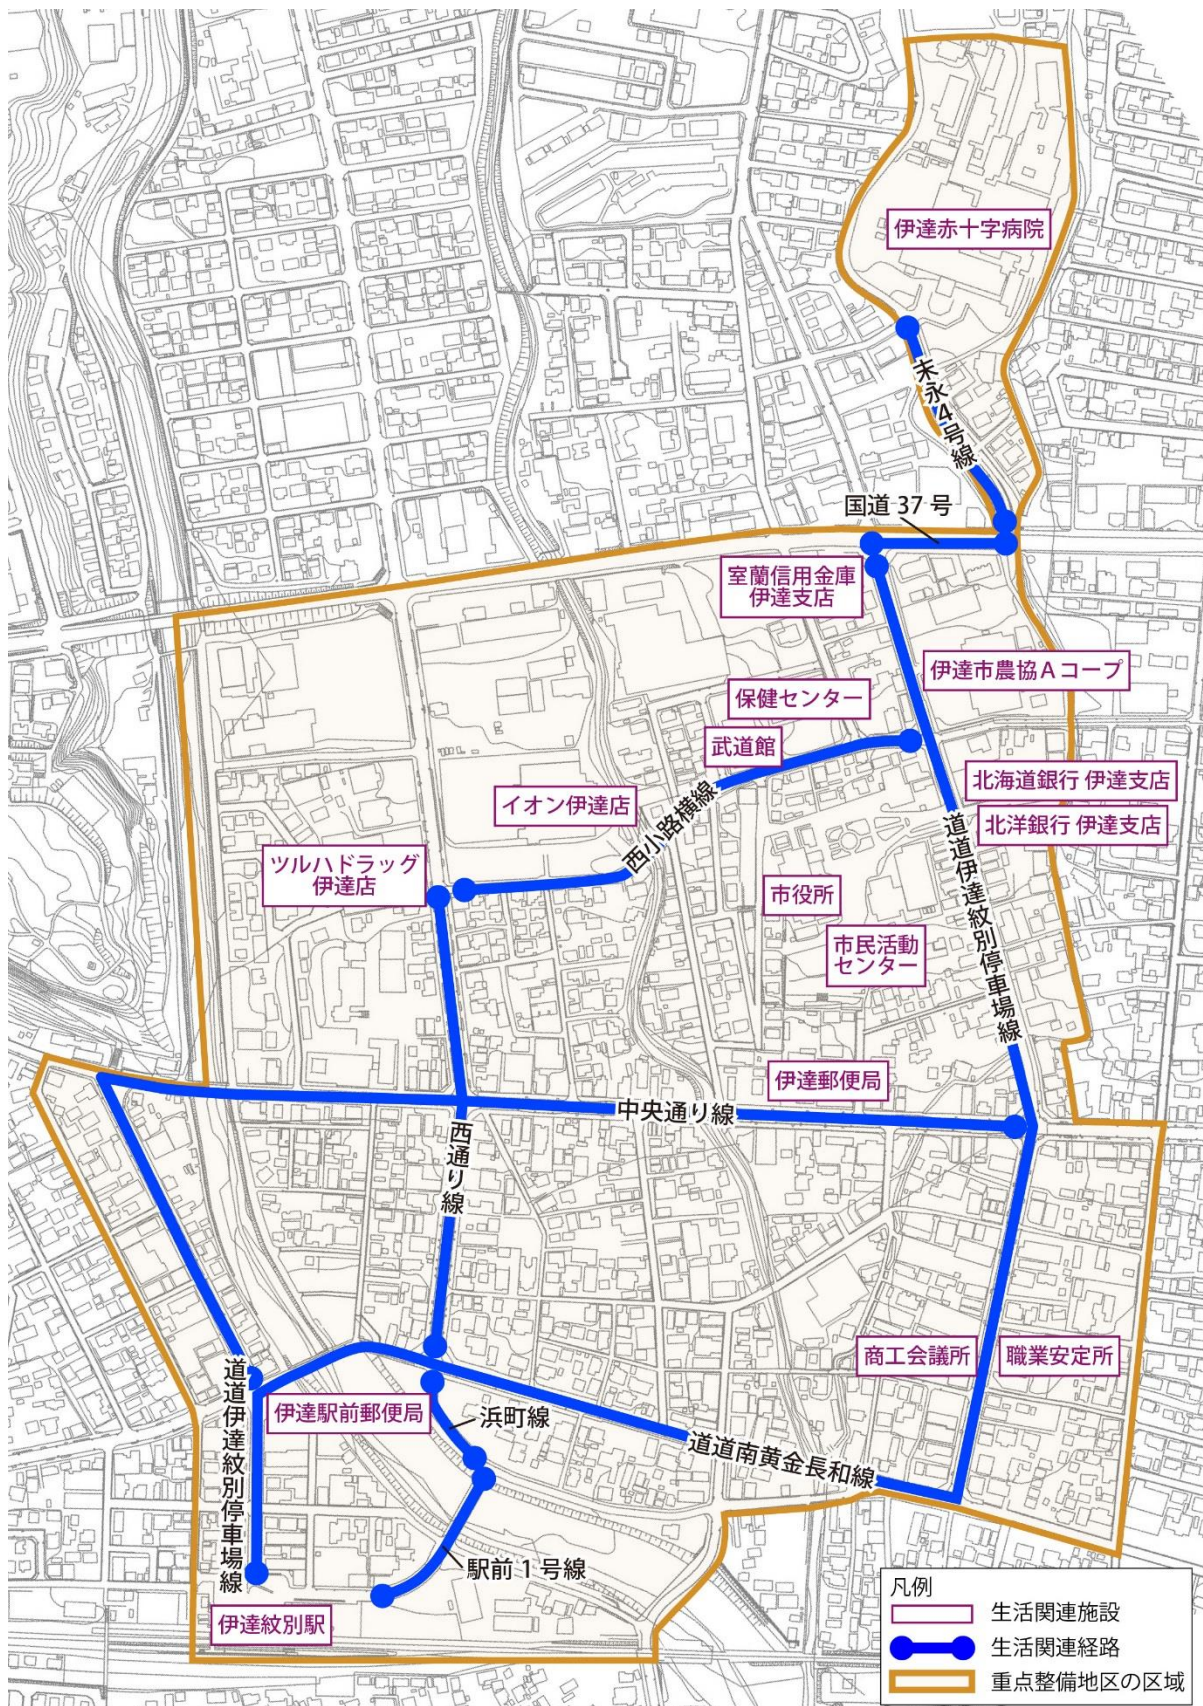 伊達赤十字病院
末永4号線
国道 37 号
室蘭信用金庫
伊達支店
伊達市農協Aコープ
保健センター
武道館
北海道銀行 伊達支店
イオン伊達店
北洋銀行 伊達支店
西小路横線
道道伊達紋別停車場線
ツルハドラッグ
伊達店
市役所
市民活動
センター
伊達郵便局
中央通り線
西通り線
商工会議所
職業安定所
道道伊達紋別停車場線
伊達駅前郵便局
浜町線
道道南黄金長和線
駅前 1 号線
伊達紋別駅
凡例
生活関連施設
生活関連経路
重点整備地区の区域